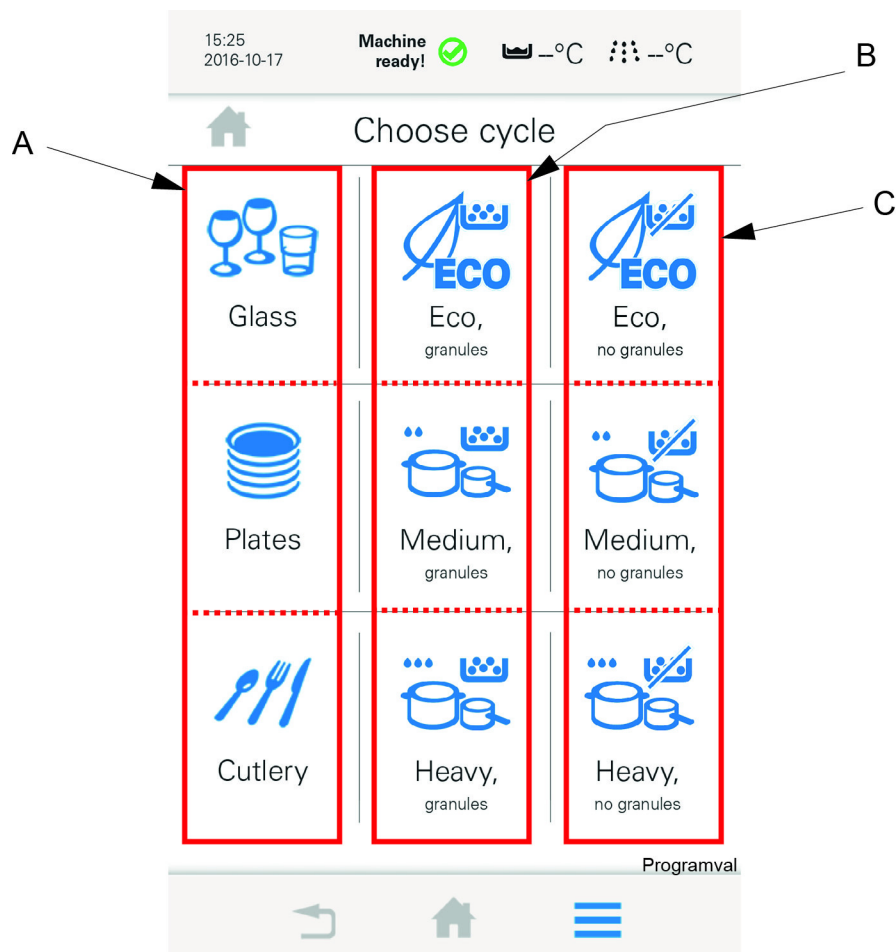 15:25
2016-10-17
Machine
ready!
--°C
--°C
A
B
C
Choose cycle
ECO
ECO
Glass
Eco,
granules
Eco,
no granules
Plates
Medium,
granules
Medium,
no granules
Cutlery
Heavy,
granules
Heavy,
no granules
Programval